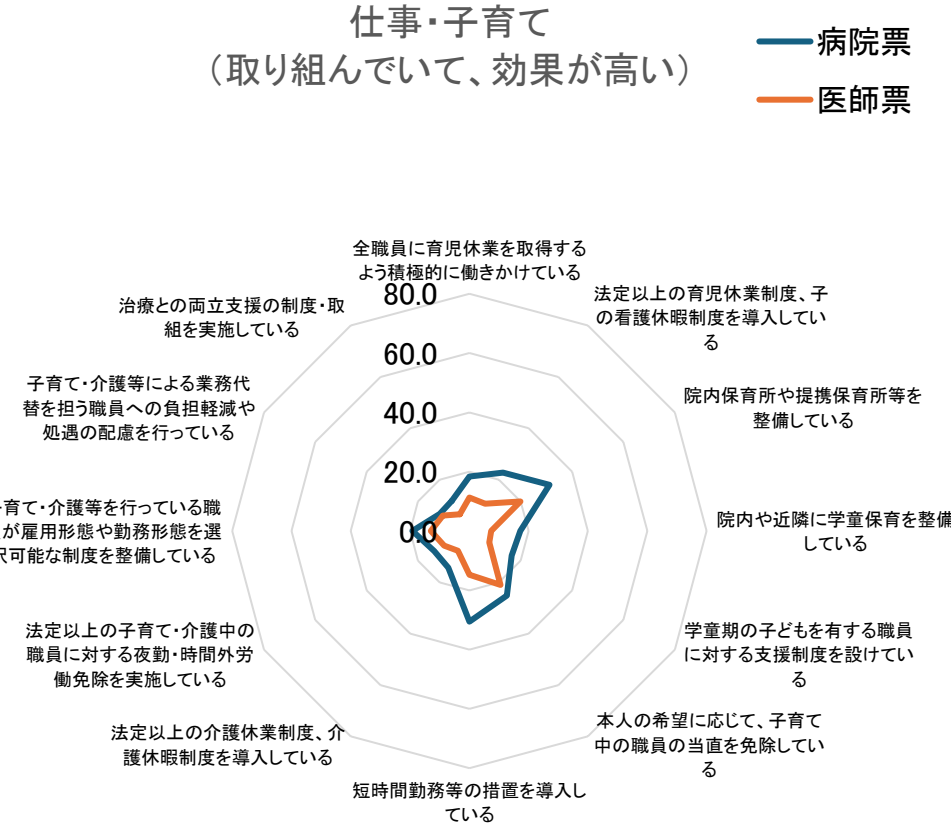 仕事・子育て
（取り組んでいて、効果が高い）
病院票
医師票
全職員に育児休業を取得する
よう積極的に働きかけている
法定以上の育児休業制度、子
の看護休暇制度を導入してい
る
院内保育所や提携保育所等を
整備している
院内や近隣に学童保育を整備
している
学童期の子どもを有する職員
に対する支援制度を設けてい
る
本人の希望に応じて、子育て
中の職員の当直を免除してい
る
短時間勤務等の措置を導入し
ている
法定以上の介護休業制度、介
護休暇制度を導入している
法定以上の子育て・介護中の
職員に対する夜勤・時間外労
働免除を実施している
育て・介護等を行っている職
が雇用形態や勤務形態を選
択可能な制度を整備している
子育て・介護等による業務代
替を担う職員への負担軽減や
処遇の配慮を行っている
治療との両立支援の制度・取
組を実施している
80.0
60.0
40.0
20.0
0.0